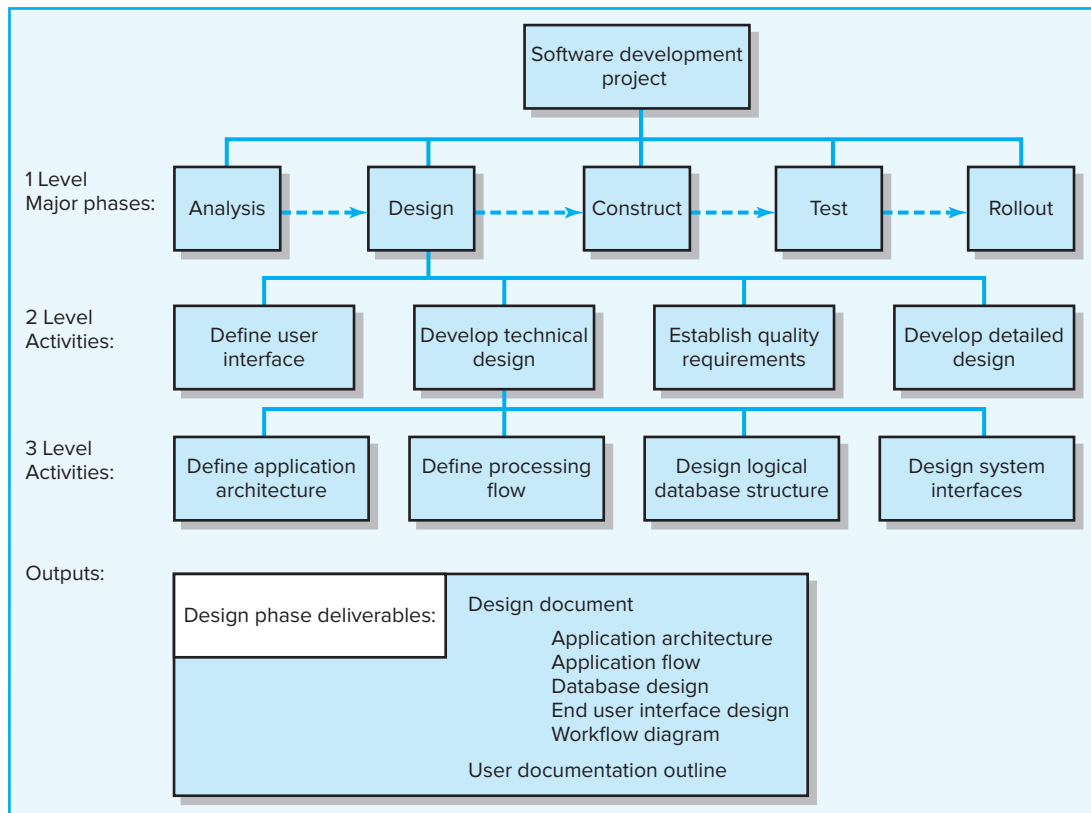 Software development
project
1 Level
Major phases:
Analysis
Design
Construct
Test
Rollout
2 Level
Activities:
Define user
interface
Develop technical
design
Establish quality
requirements
Develop detailed
design
3 Level
Activities:
Define application
architecture
Define processing
flow
Design logical
database structure
Design system
interfaces
Outputs:
Design phase deliverables:
Design document
Application architecture
Application flow
Database design
End user interface design
Workflow diagram
User documentation outline